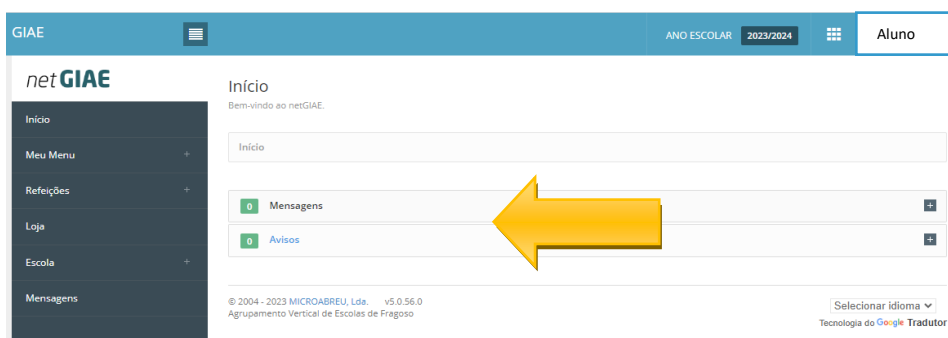 GIAE
ANO ESCOLAR 2023/2024
Aluno
netGIAE
Início
Bem-vindo ao netGIAE.
Início
Início
Meu Menu +
Refeições +
Loja
Escola +
Mensagens
0 Mensagens +
0 Avisos +
© 2004 - 2023 MICROABREU, Lda. v5.0.56.0
Agrupamento Vertical de Escolas de Fragoso
Selecionar idioma
Tecnologia do Google Tradutor